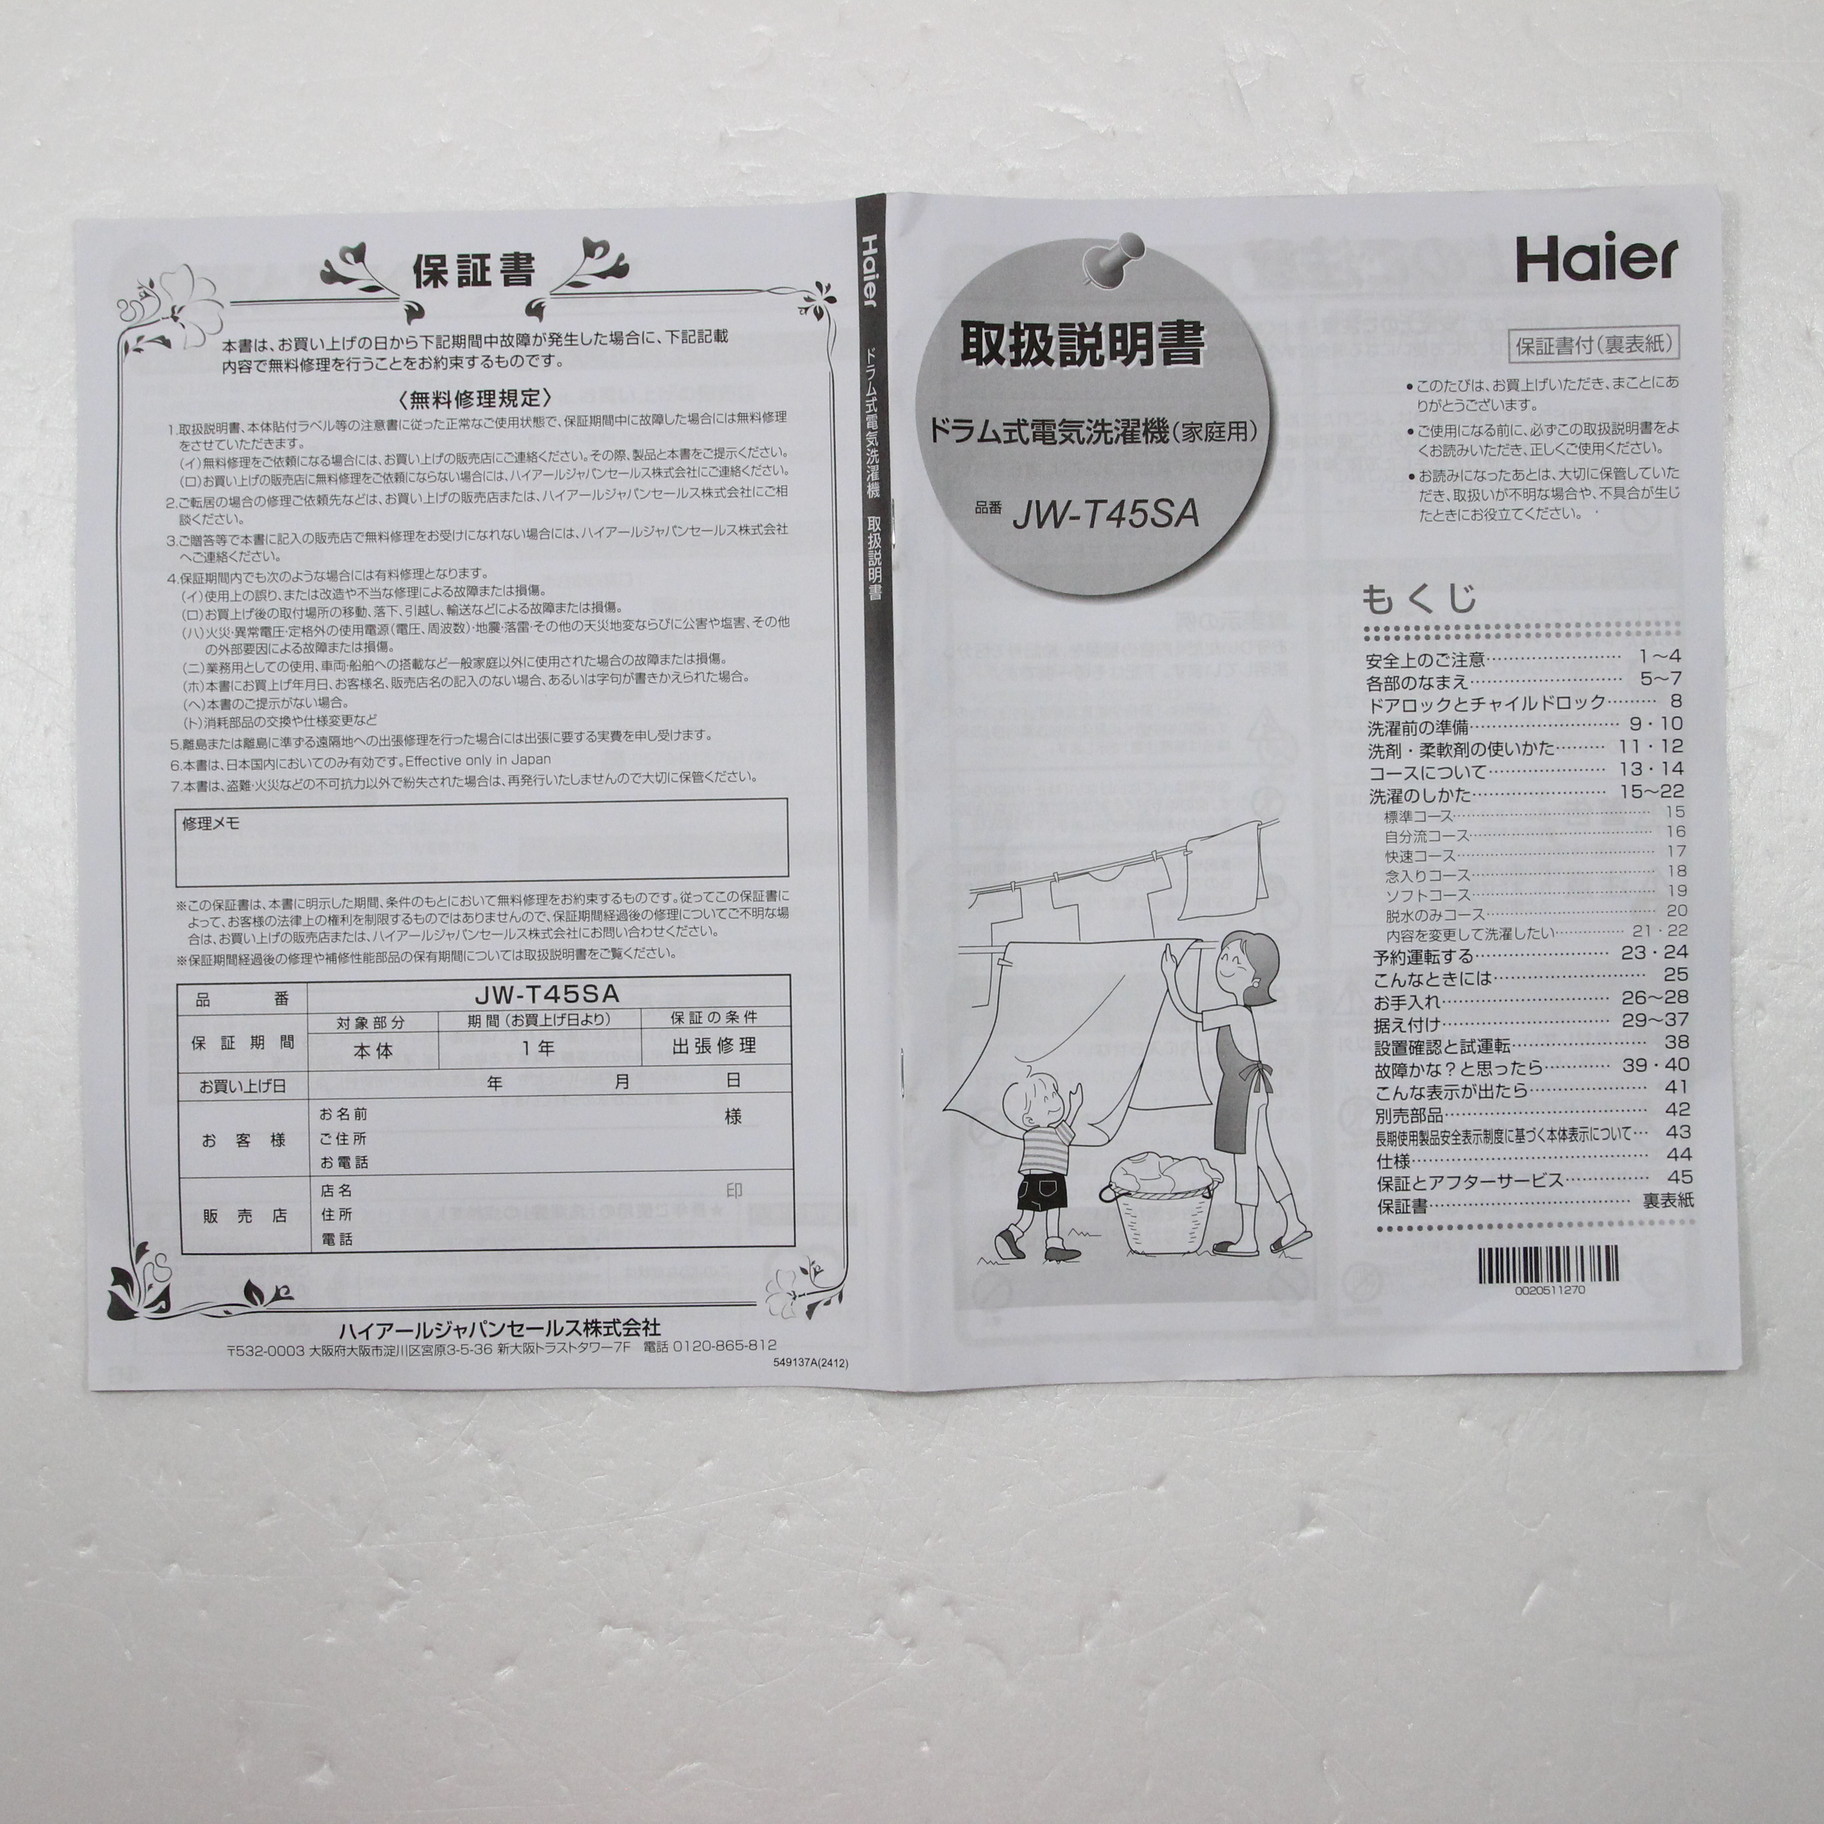 保証書
本書は、お買い上げの日から下記期間中故障が発生した場合に、下記記載
内容で無料修理を行うことをお約束するものです。
〈無料修理規定〉
1.取扱説明書、本体貼付ラベル等の注意書に従った正常なご使用状態で、保証期間中に故障した場合には無料修理
をさせていただきます。
(イ)無料修理をご依頼になる場合には、お買い上げの販売店にご連絡ください。その際、製品と本書をご提示ください。
(ロ)お買い上げの販売店に無料修理をご依頼にならない場合には、ハイアールジャパンセールス株式会社にご連絡ください。
2.ご転居の場合の修理ご依頼先などは、お買い上げの販売店または、ハイアールジャパンセールス株式会社にご相
談ください。
3.ご贈答等で本書に記入の販売店で無料修理をお受けになれない場合には、ハイアールジャパンセールス株式会社
へご連絡ください。
4.保証期間内でも次のような場合には有料修理となります。
(イ)使用上の誤り、または改造や不当な修理による故障または損傷。
(ロ)お買上げ後の取付場所の移動、落下、引越し、輸送などによる故障または損傷。
(ハ)火災・異常電圧・定格外の使用電源(電圧、周波数)・地震・落雷・その他の天災地変ならびに公害や塩害、その他
の外部要因による故障または損傷。
(ニ)業務用としての使用、車両・船舶への搭載など一般家庭以外に使用された場合の故障または損傷。
(ホ)本書にお買上げ年月日、お客様名、販売店名の記入のない場合、あるいは字句が書きかえられた場合。
(ヘ)本書のご提示がない場合。
(ト)消耗部品の交換や仕様変更など
5.離島または離島に準ずる遠隔地への出張修理を行った場合には出張に要する実費を申し受けます。
6.本書は、日本国内においてのみ有効です。Effective only in Japan
7.本書は、盗難・火災などの不可抗力以外で紛失された場合は、再発行いたしませんので大切に保管ください。
修理メモ
※この保証書は、本書に明示した期間、条件のもとにおいて無料修理をお約束するものです。従ってこの保証書に
よって、お客様の法律上の権利を制限するものではありませんので、保証期間経過後の修理についてご不明な場
合は、お買い上げの販売店または、ハイアールジャパンセールス株式会社にお問い合わせください。
※保証期間経過後の修理や補修性能部品の保有期間については取扱説明書をご覧ください。
品番 JW-T45SA
保証期間 対象部分 期間(お買上げ日より) 保証の条件
本体 1年 出張修理
お買い上げ日 年 月 日
お客様 お名前 様
ご住所
お電話
販売店 店名 印
住所
電話
ハイアールジャパンセールス株式会社
〒532-0003 大阪府大阪市淀川区宮原3-5-36 新大阪トラストタワー7F 電話 0120-865-812
549137A(2412)
Haier ドラム式電気洗濯機 取扱説明書
Haier
取扱説明書
ドラム式電気洗濯機(家庭用)
品番 JW-T45SA
保証書付(裏表紙)
●このたびは、お買上げいただき、まことにあ
りがとうございます。
●ご使用になる前に、必ずこの取扱説明書をよ
くお読みいただき、正しくご使用ください。
●お読みになったあとは、大切に保管していた
だき、取扱いが不明な場合や、不具合が生じ
たときにお役立てください。
もくじ
安全上のご注意 1〜4
各部のなまえ 5〜7
ドアロックとチャイルドロック 8
洗濯前の準備 9・10
洗剤・柔軟剤の使いかた 11・12
コースについて 13・14
洗濯のしかた 15〜22
標準コース 15
自分流コース 16
快速コース 17
念入りコース 18
ソフトコース 19
脱水のみコース 20
内容を変更して洗濯したい 21・22
予約運転する 23・24
こんなときには 25
お手入れ 26〜28
据え付け 29〜37
設置確認と試運転 38
故障かな?と思ったら 39・40
こんな表示が出たら 41
別売部品 42
長期使用製品安全表示制度に基づく本体表示について 43
仕様 44
保証とアフターサービス 45
保証書 裏表紙
0020511270